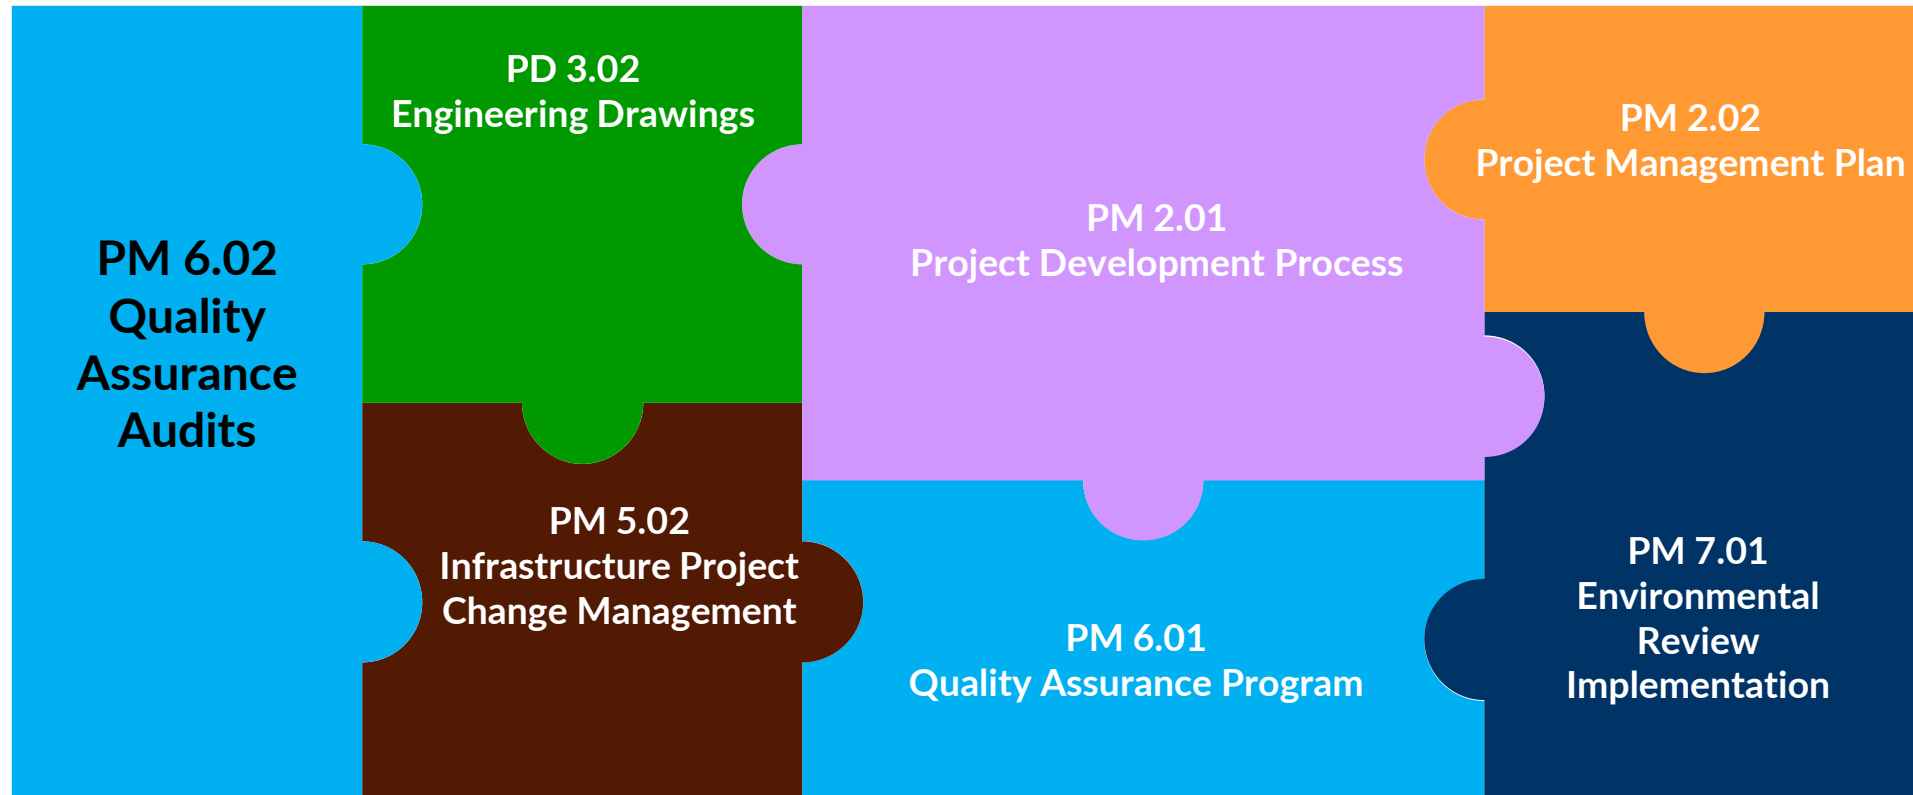 PM 6.02
Quality
Assurance
Audits
PD 3.02
Engineering Drawings
PM 5.02
Infrastructure Project
Change Management
PM 2.01
Project Development Process
PM 6.01
Quality Assurance Program
PM 2.02
Project Management Plan
PM 7.01
Environmental
Review
Implementation